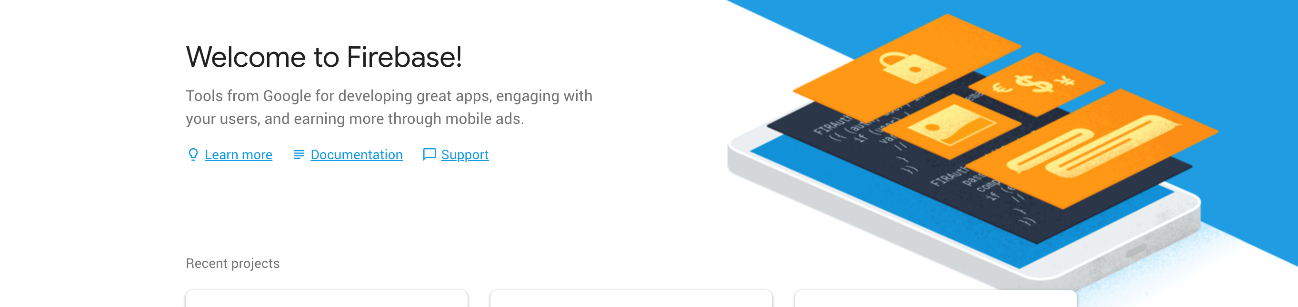 Welcome to Firebase!
Tools from Google for developing great apps, engaging with
your users, and earning more through mobile ads.
Learn more
Documentation
Support
Recent projects